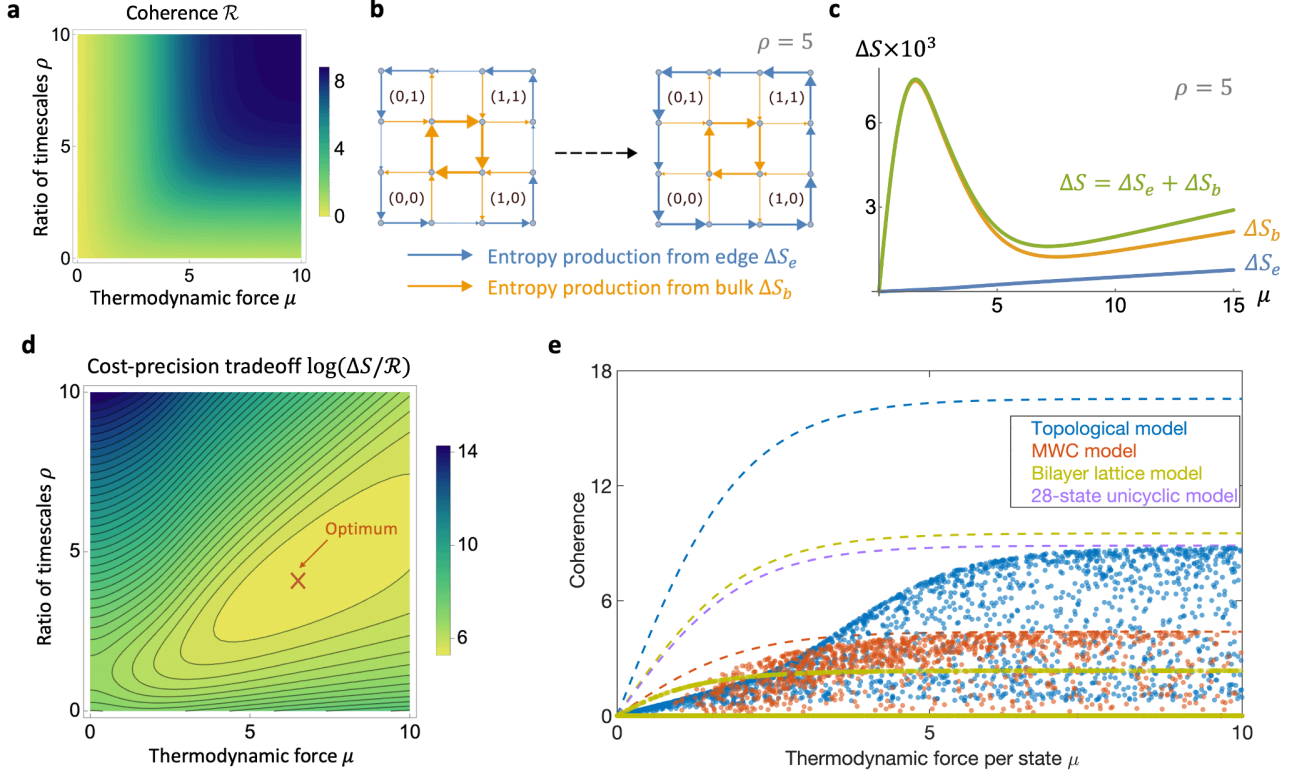 a
Coherence ℛ
10
5
0
0
5
10
Ratio of timescales ρ
Thermodynamic force μ
8
4
0
b
ρ = 5
(0,1)
(1,1)
(0,0)
(1,0)
(0,1)
(1,1)
(0,0)
(1,0)
Entropy production from edge ΔSₑ
Entropy production from bulk ΔS_b
c
ΔS×10³
ρ = 5
6
3
ΔS = ΔSₑ + ΔS_b
ΔS_b
ΔSₑ
5
10
15
μ
d
Cost-precision tradeoff log(ΔS/ℛ)
10
5
0
0
5
10
Ratio of timescales ρ
Thermodynamic force μ
Optimum
14
10
6
e
18
12
6
0
0
5
10
Coherence
Thermodynamic force per state μ
Topological model
MWC model
Bilayer lattice model
28-state unicyclic model